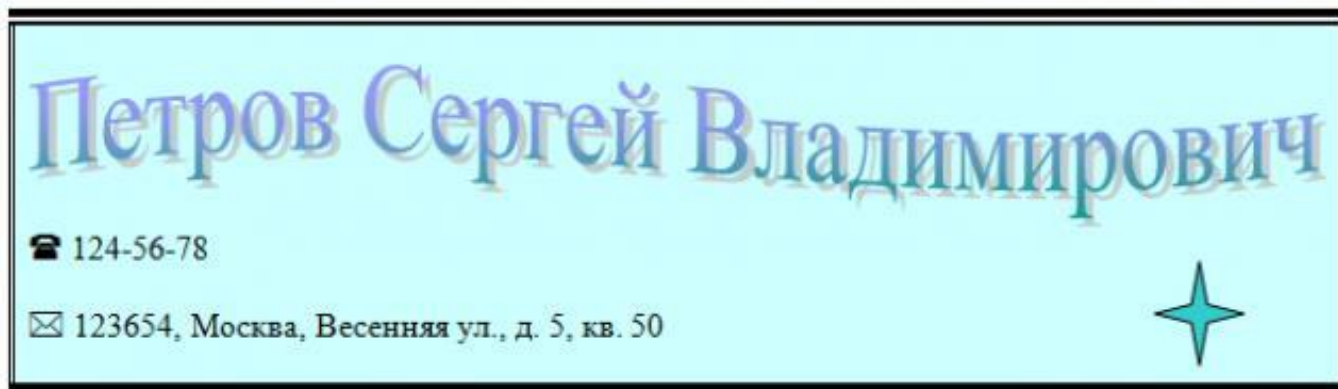 Петров Сергей Владимирович
☎ 124-56-78
✉ 123654, Москва, Весенняя ул., д. 5, кв. 50